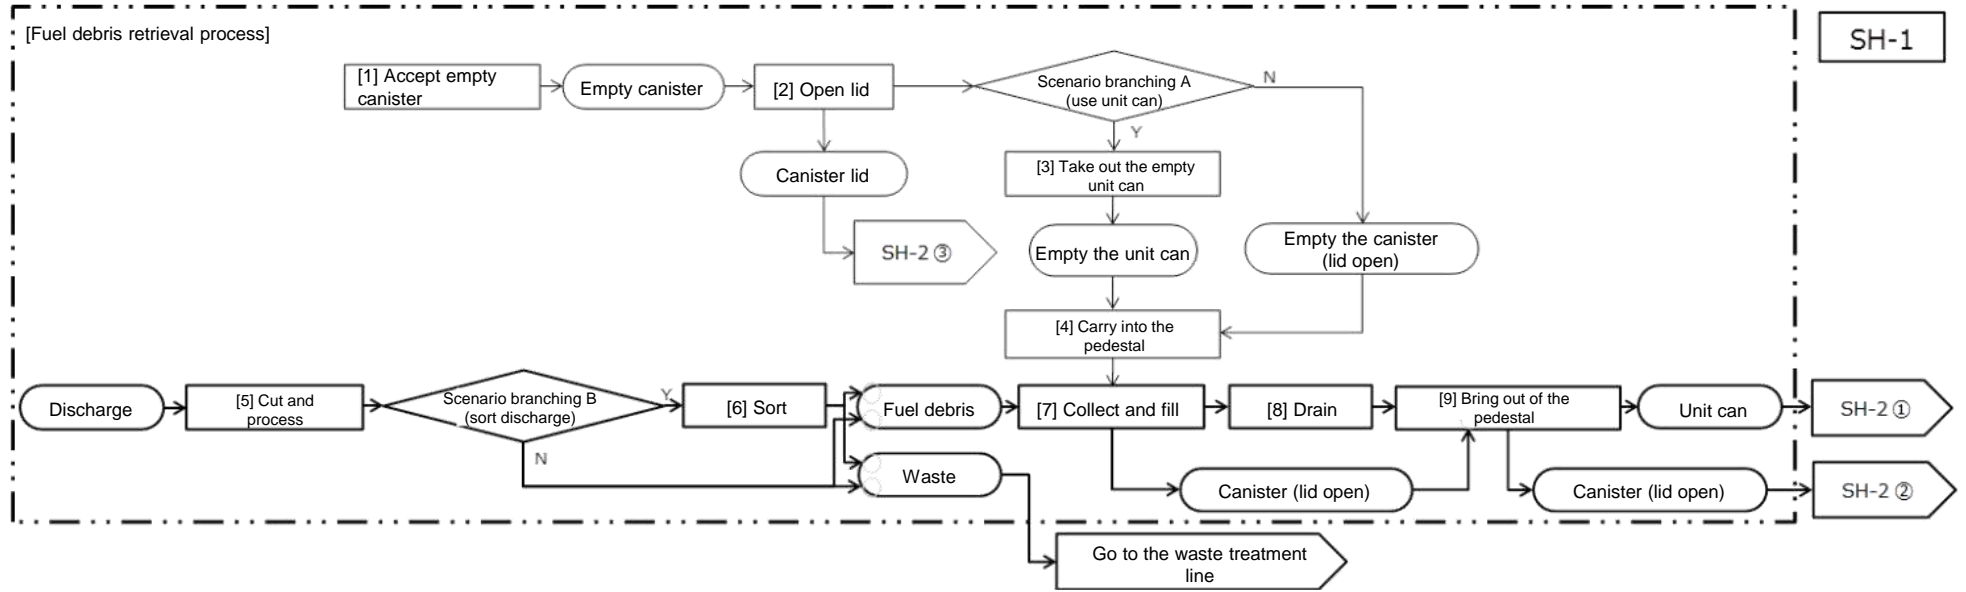 [Fuel debris retrieval process]
SH-1
[1] Accept empty
canister
Empty canister
[2] Open lid
Scenario branching A
(use unit can)
N
Y
Canister lid
[3] Take out the empty
unit can
SH-2 ③
Empty the unit can
Empty the canister
(lid open)
[4] Carry into the
pedestal
Discharge
[5] Cut and
process
Scenario branching B
(sort discharge)
Y
N
[6] Sort
Fuel debris
[7] Collect and fill
[8] Drain
[9] Bring out of the
pedestal
Unit can
SH-2 ①
Waste
Canister (lid open)
Canister (lid open)
SH-2 ②
Go to the waste treatment
line